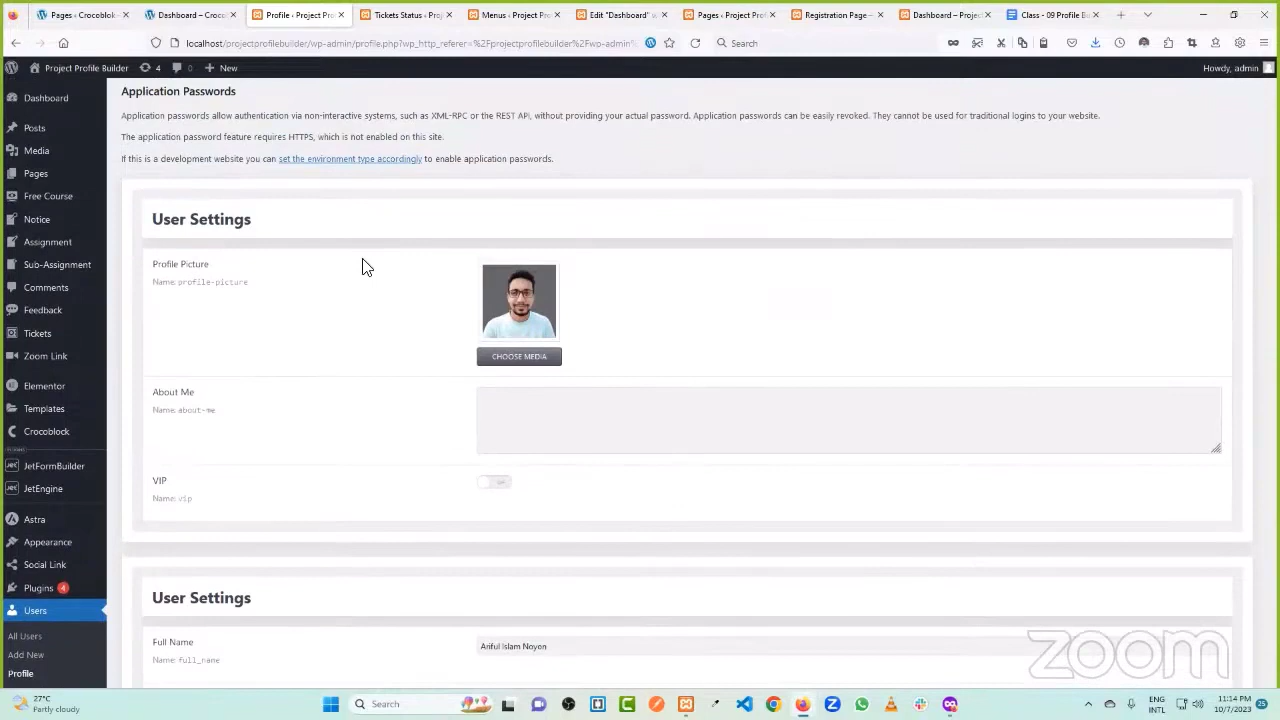 Pages ‹ Crocoblok
Dashboard ‹ Croco
Profile ‹ Project Pro
Tickets Status ‹ Proj
Menus ‹ Project Pro
Edit "Dashboard"
Pages ‹ Project Prof
Registration Page –
Dashboard – Project
Class - 09 Profile Bu
localhost/projectprofilebuilder/wp-admin/profile.php?wp_http_referer=%2Fprojectprofilebuilder%2Fwp-admin%
Search
Project Profile Builder
4
0
New
Howdy, admin
Dashboard
Posts
Media
Pages
Free Course
Notice
Assignment
Sub-Assignment
Comments
Feedback
Tickets
Zoom Link
Elementor
Templates
Crocoblock
JetFormBuilder
JetEngine
Astra
Appearance
Social Link
Plugins 4
Users
All Users
Add New
Profile
Application Passwords
Application passwords allow authentication via non-interactive systems, such as XML-RPC or the REST API, without providing your actual password. Application passwords can be easily revoked. They cannot be used for traditional logins to your website.
The application password feature requires HTTPS, which is not enabled on this site.
If this is a development website you can set the environment type accordingly to enable application passwords.
User Settings
Profile Picture
Name: profile-picture
CHOOSE MEDIA
About Me
Name: about-me
VIP
Name: vip
User Settings
Full Name
Name: full_name
Ariful Islam Noyon
zoom
27°C
Partly cloudy
Search
ENG
INTL
11:14 PM
10/7/2023